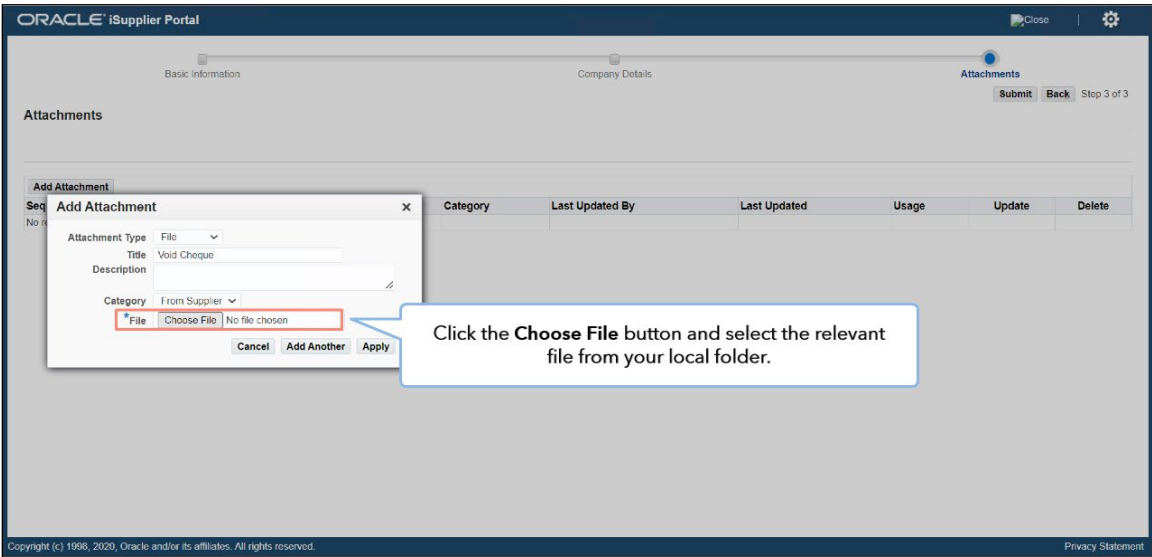 ORACLE iSupplier Portal
Close
Basic Information
Company Details
Attachments
Submit Back Step 3 of 3
Attachments
Add Attachment
Seq
Category Last Updated By Last Updated Usage Update Delete
No re
Add Attachment
Attachment Type File
Title Void Cheque
Description
Category From Supplier
*File Choose File No file chosen
Cancel Add Another Apply
Click the Choose File button and select the relevant
file from your local folder.
Copyright (c) 1998, 2020, Oracle and/or its affiliates. All rights reserved.
Privacy Statement